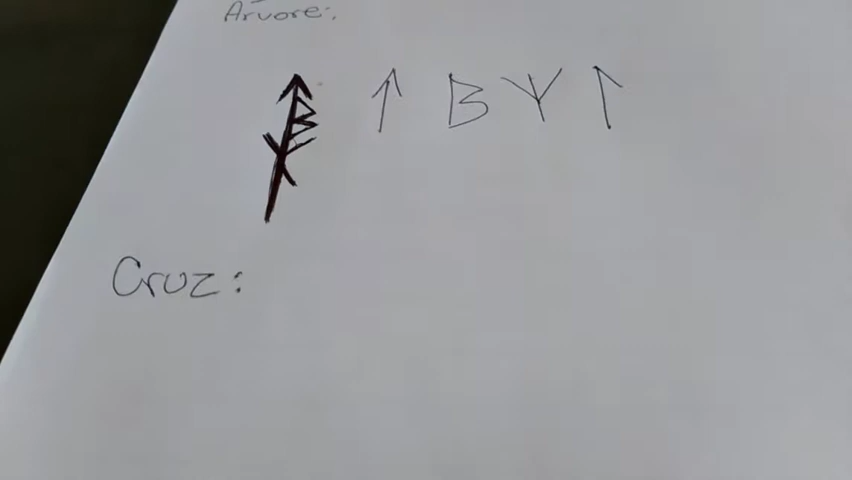 Arvore:
ᛏ ᛒ ᛉ ᛚ
Cruz: